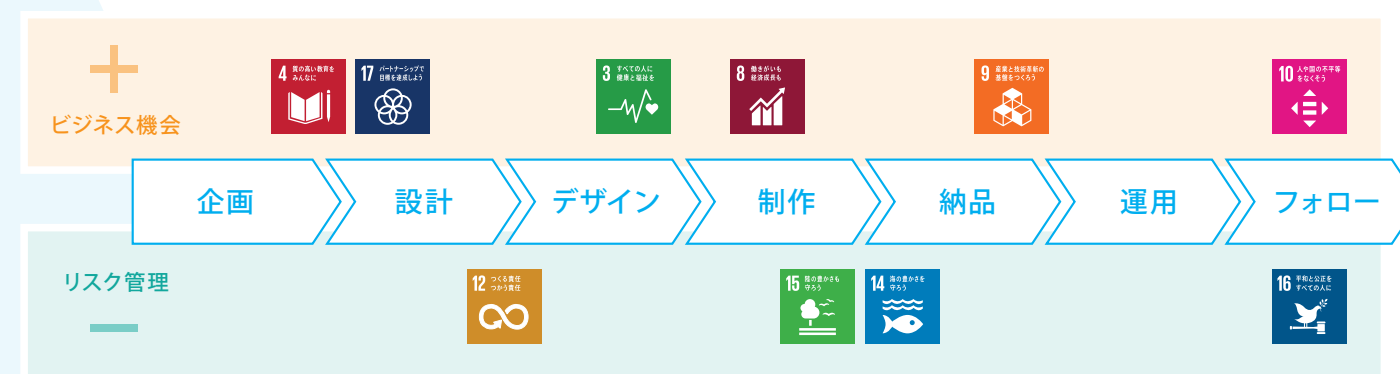 4 質の高い教育を
みんなに
17 パートナーシップで
目標を達成しよう
3 すべての人に
健康と福祉を
8 働きがいも
経済成長も
9 産業と技術革新の
基盤をつくろう
10 人や国の不平等
をなくそう
ビジネス機会
企画
設計
デザイン
制作
納品
運用
フォロー
リスク管理
12 つくる責任
つかう責任
15 陸の豊かさも
守ろう
14 海の豊かさを
守ろう
16 平和と公正を
すべての人に